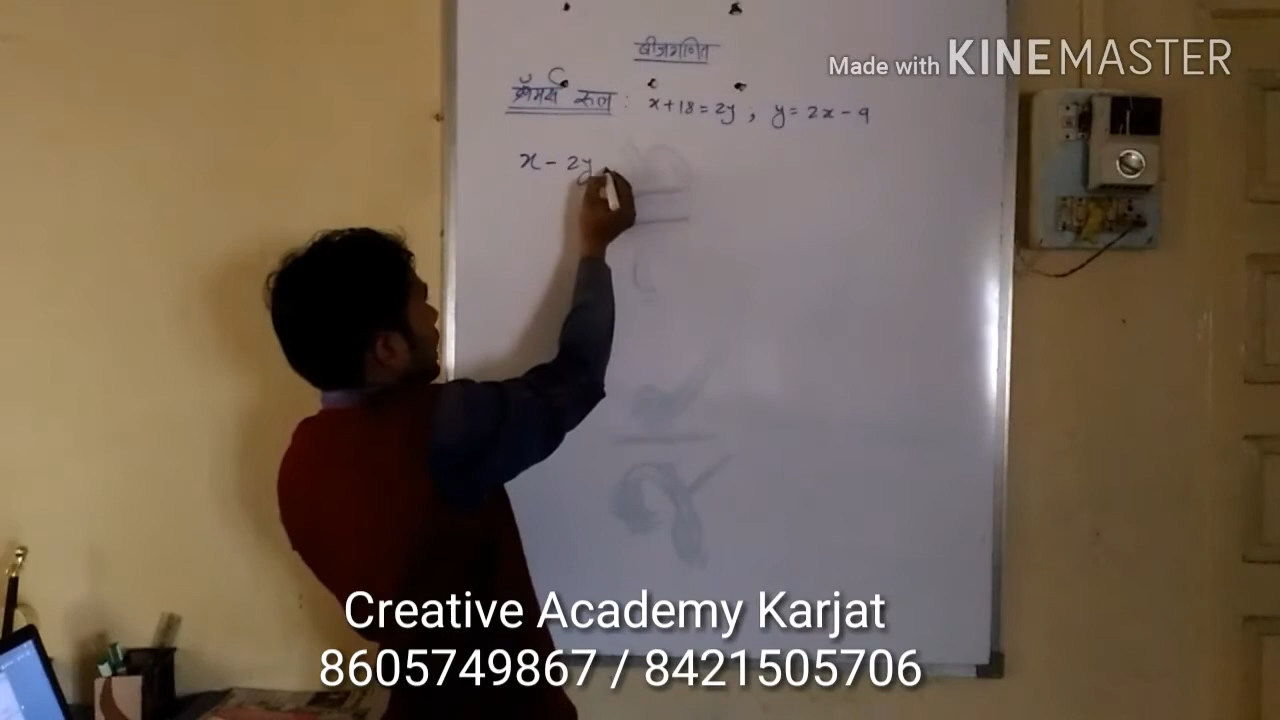 Made with KINEMASTER
बीजगणित
क्रॅमर्स रूल : x+18=2y ; y=2x-9
x-2y
Creative Academy Karjat
8605749867 / 8421505706